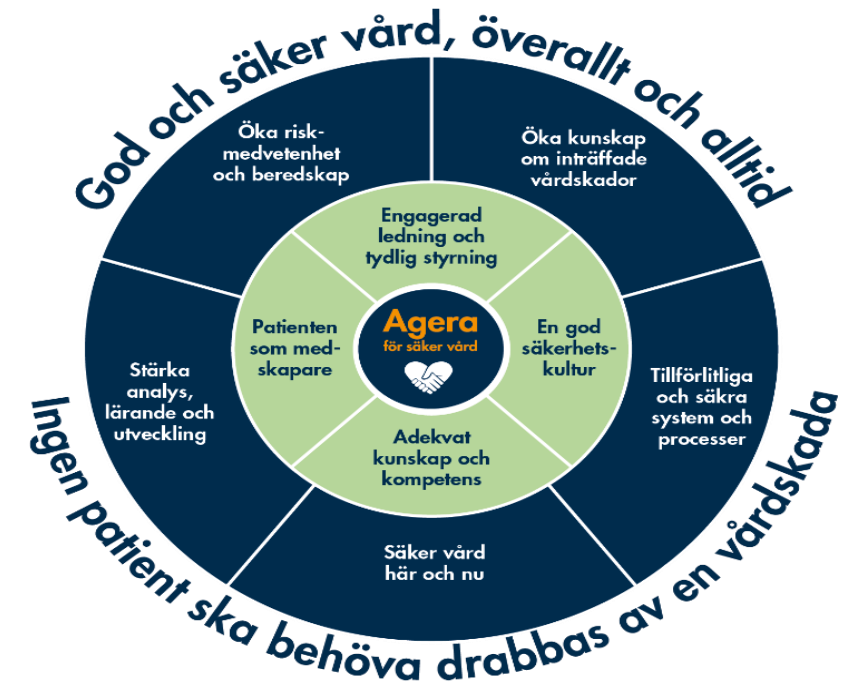 God och säker vård, överallt och alltid
Öka risk-
medvetenhet
och beredskap
Öka kunskap
om inträffade
vårdskador
Engagerad
ledning och
tydlig styrning
Patienten
som med-
skapare
Agera
för säker vård
En god
säkerhets-
kultur
Stärka
analys,
lärande och
utveckling
Tillförlitliga
och säkra
system och
processer
Adekvat
kunskap och
kompetens
Säker vård
här och nu
Ingen patient ska behöva drabbas av en vårdskada